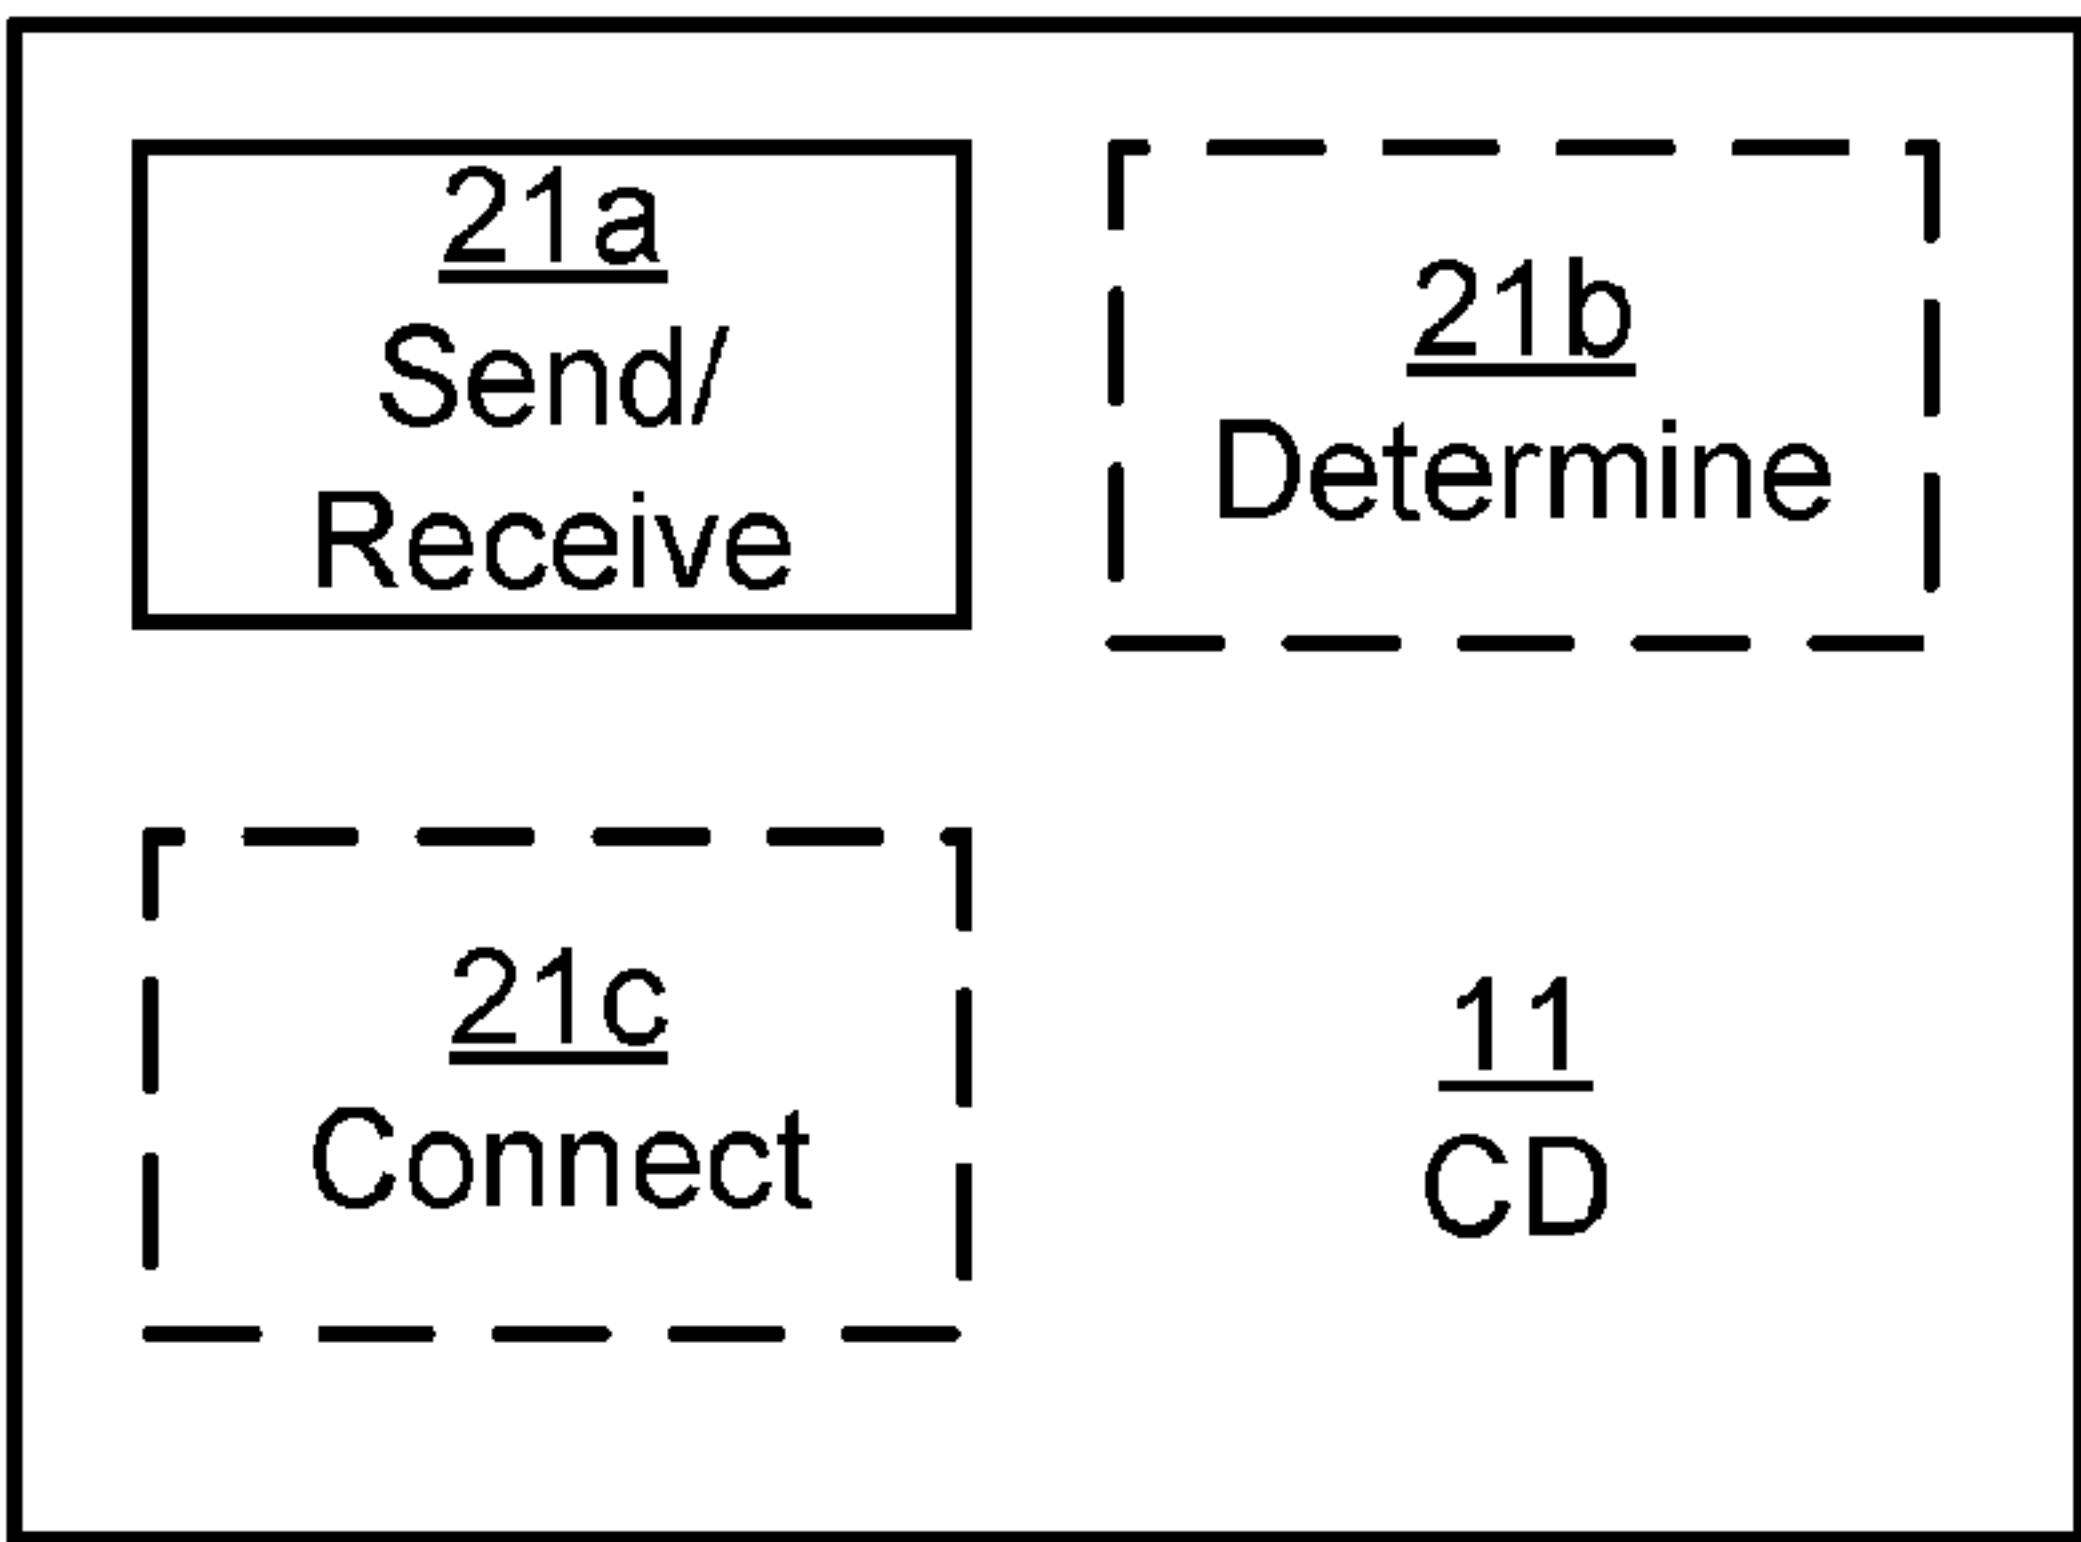 21a
Send/
Receive
21b
Determine
21c
Connect
11
CD